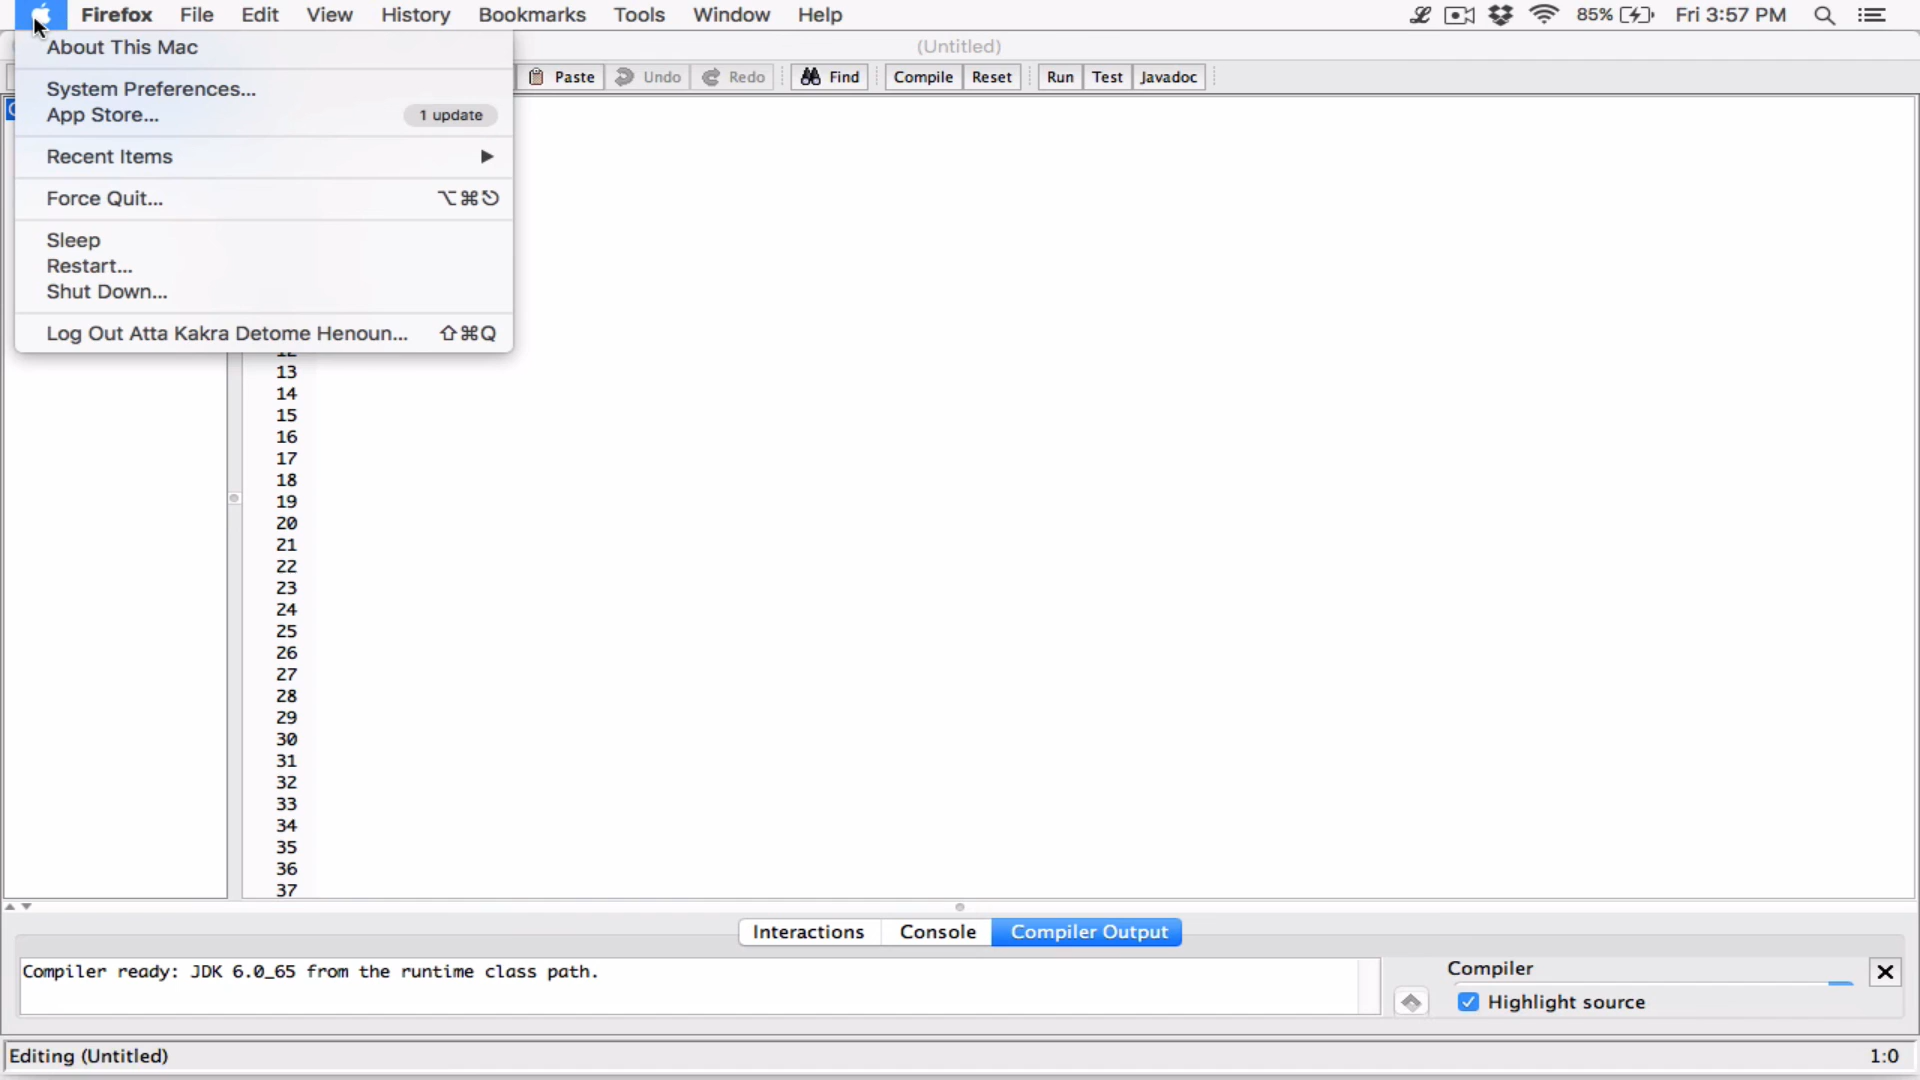 Firefox File Edit View History Bookmarks Tools Window Help 85% Fri 3:57 PM
(Untitled)
About This Mac
System Preferences...
App Store... 1 update
Recent Items ▶
Force Quit... ⌥⌘⎋
Sleep
Restart...
Shut Down...
Log Out Atta Kakra Detome Henoun... ⇧⌘Q
Paste Undo Redo Find Compile Reset Run Test Javadoc
13
14
15
16
17
18
19
20
21
22
23
24
25
26
27
28
29
30
31
32
33
34
35
36
37
Interactions Console Compiler Output
Compiler ready: JDK 6.0_65 from the runtime class path.
Compiler
Highlight source
Editing (Untitled) 1:0